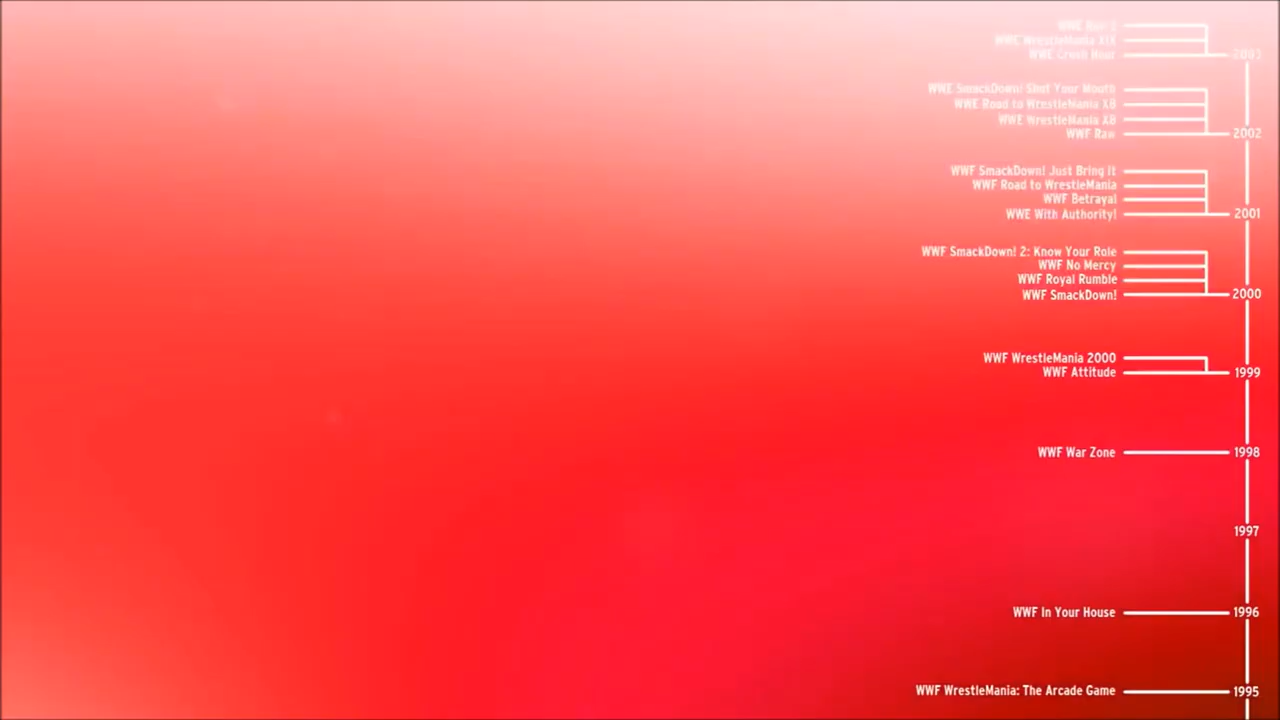 WWE Raw 2
WWE WrestleMania XIX
WWE Crush Hour
2003
WWE SmackDown! Shut Your Mouth
WWE Road to WrestleMania X8
WWE WrestleMania X8
WWF Raw
2002
WWF SmackDown! Just Bring It
WWF Road to WrestleMania
WWF Betrayal
WWE With Authority!
2001
WWF SmackDown! 2: Know Your Role
WWF No Mercy
WWF Royal Rumble
WWF SmackDown!
2000
WWF WrestleMania 2000
WWF Attitude
1999
WWF War Zone
1998
1997
WWF In Your House
1996
WWF WrestleMania: The Arcade Game
1995